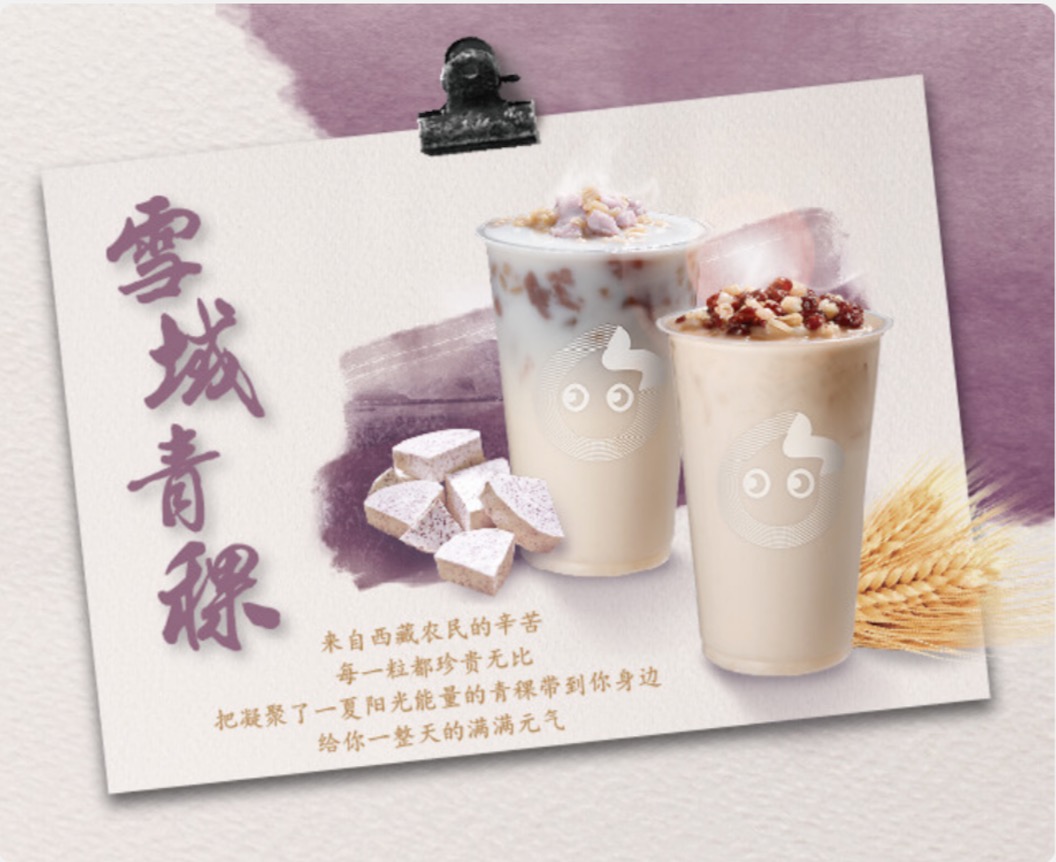 雪域青稞
来自西藏农民的辛苦
每一粒都珍贵无比
把凝聚了一夏阳光能量的青稞带到你身边
给你一整天的满满元气